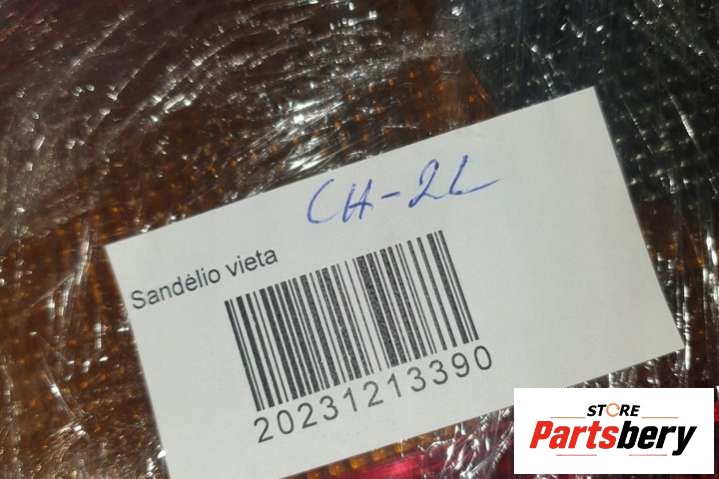 CH-2L
Sandėlio vieta
20231213390
STORE
Partsbery